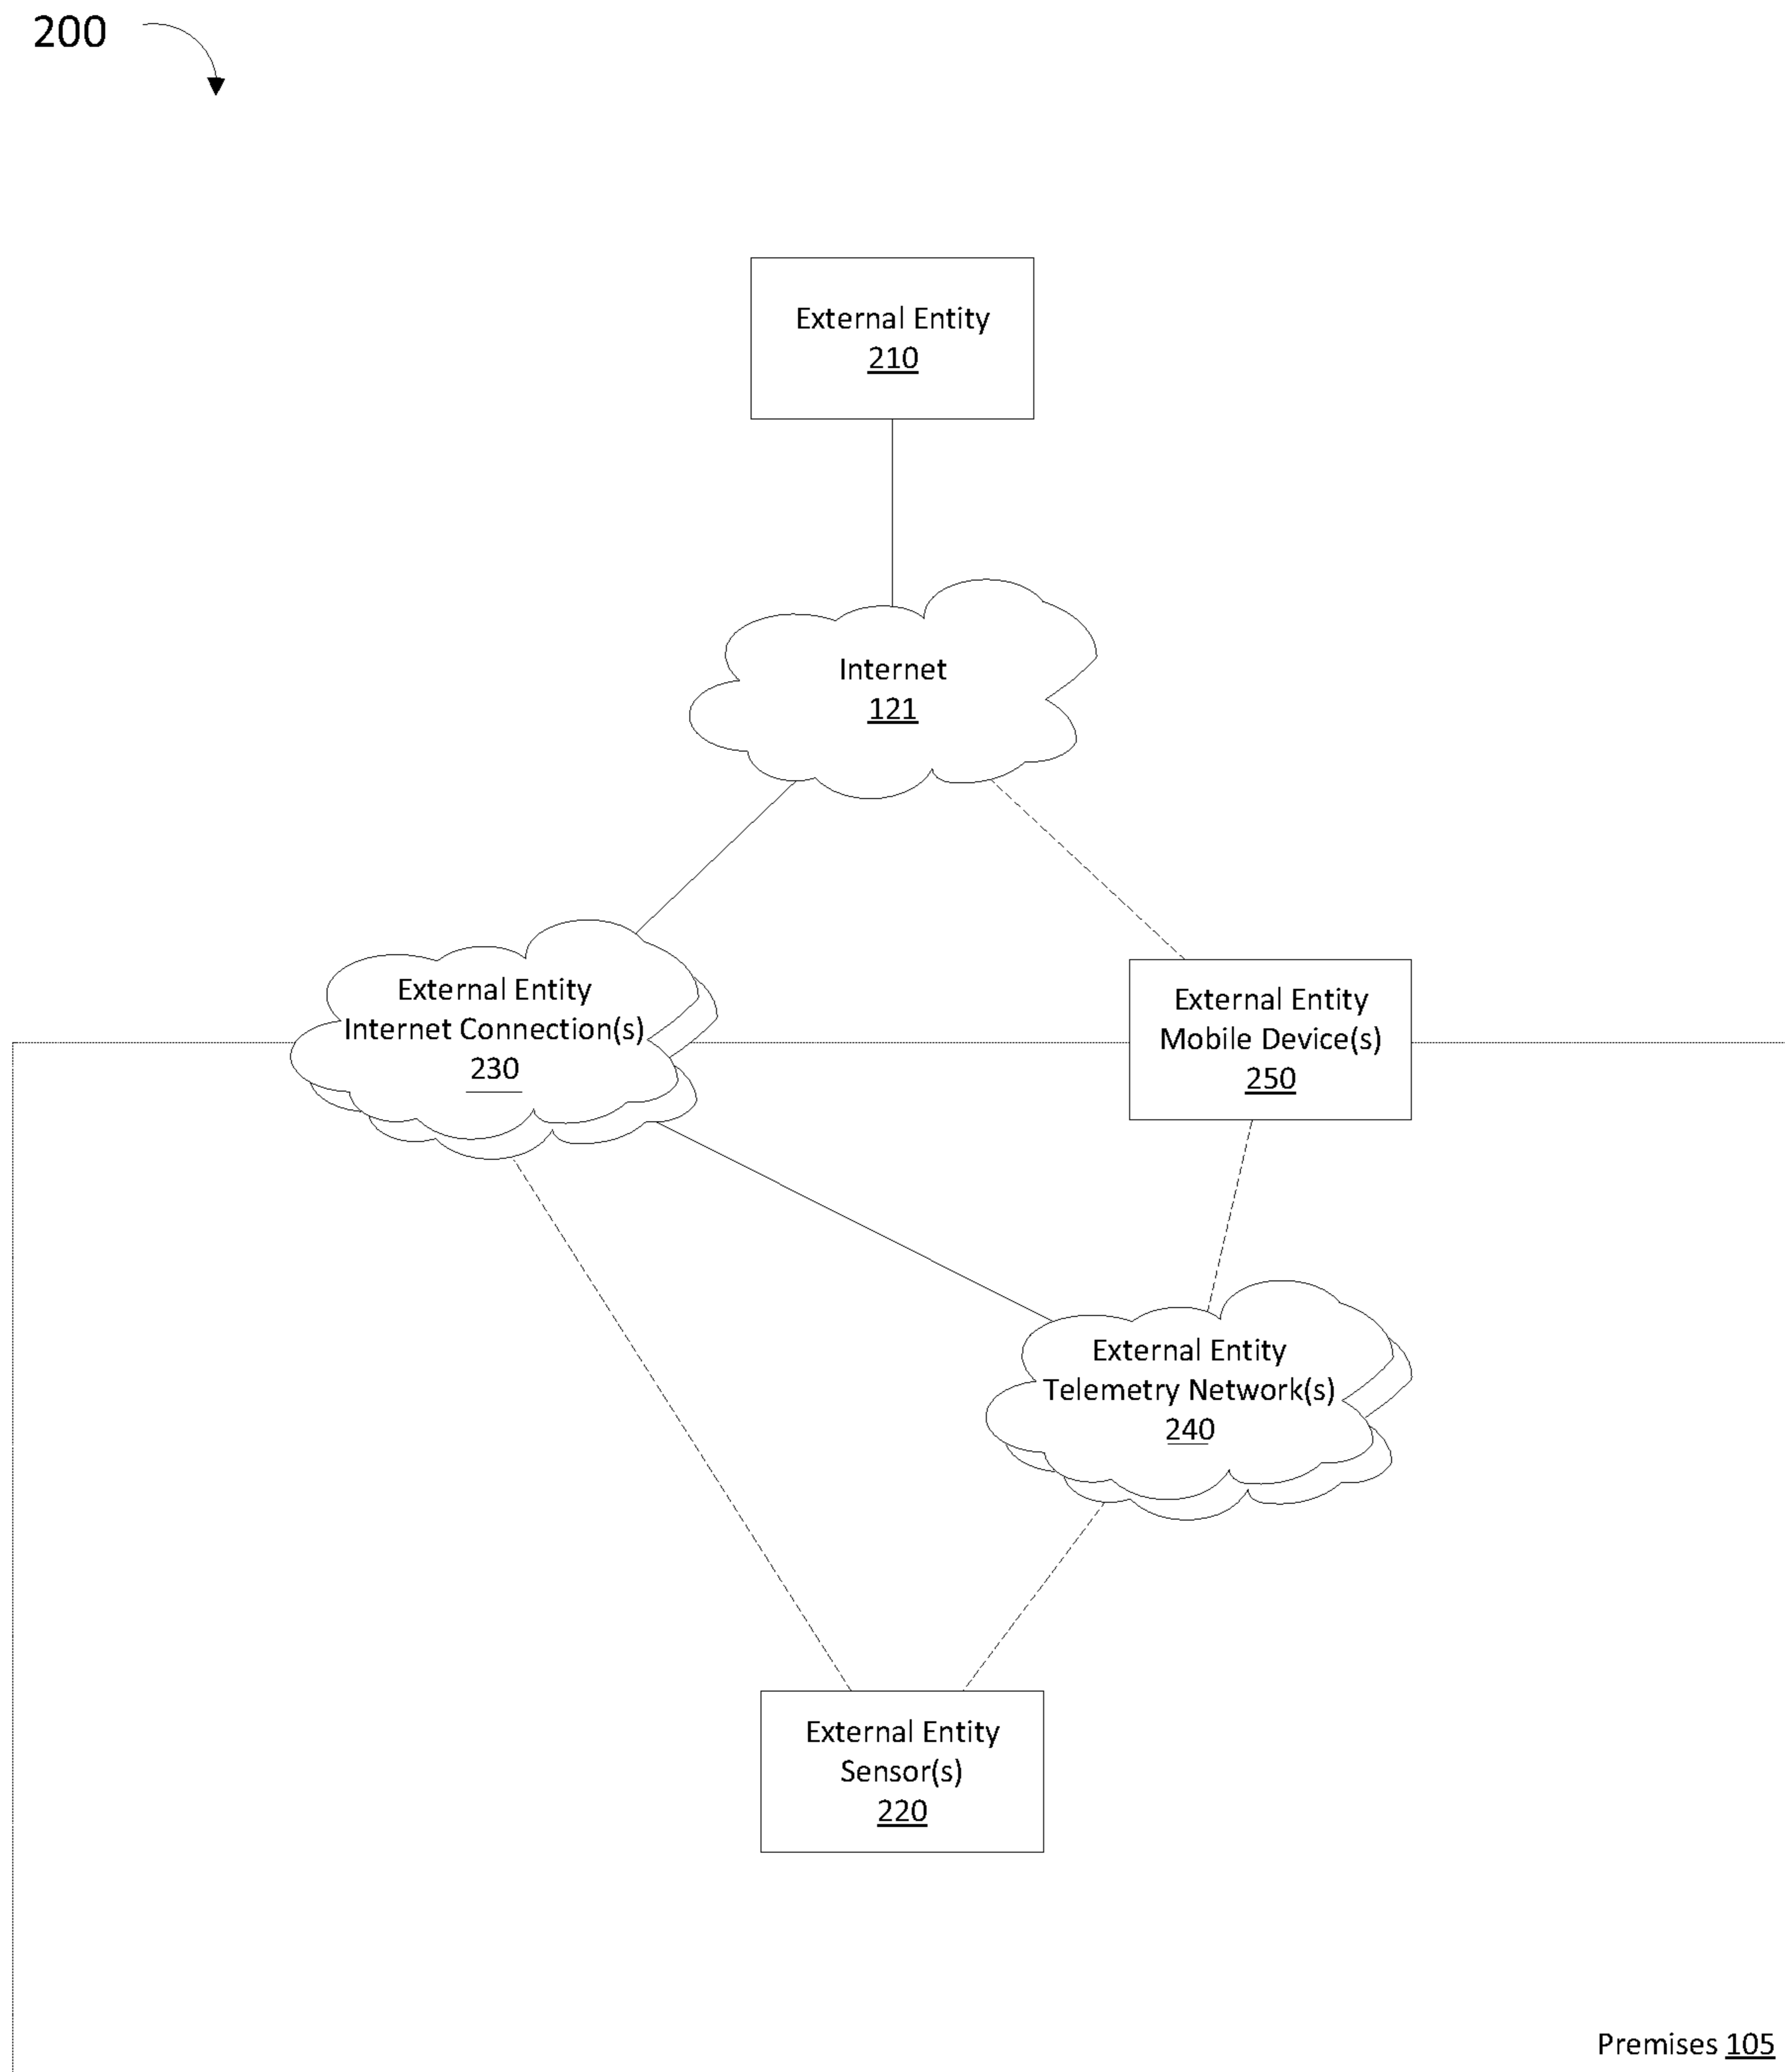 200
External Entity
210
Internet
121
External Entity
Internet Connection(s)
230
External Entity
Mobile Device(s)
250
External Entity
Telemetry Network(s)
240
External Entity
Sensor(s)
220
Premises 105